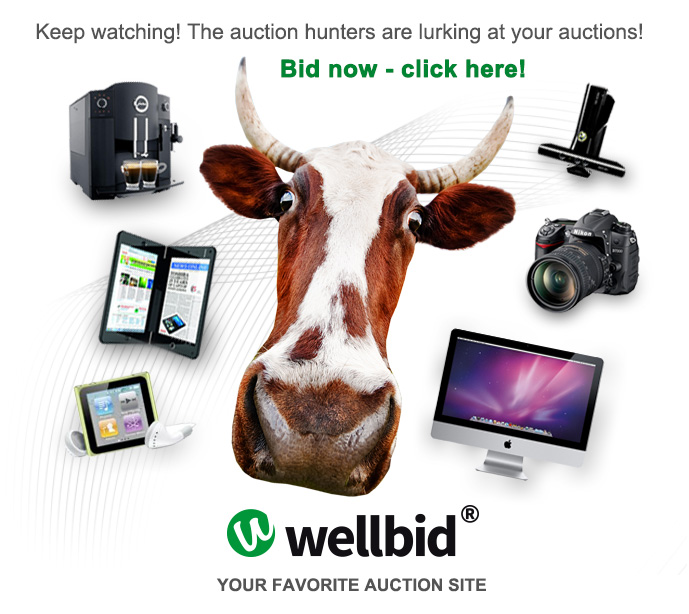 Keep watching! The auction hunters are lurking at your auctions!
Bid now - click here!
Nikon
wellbid®
YOUR FAVORITE AUCTION SITE